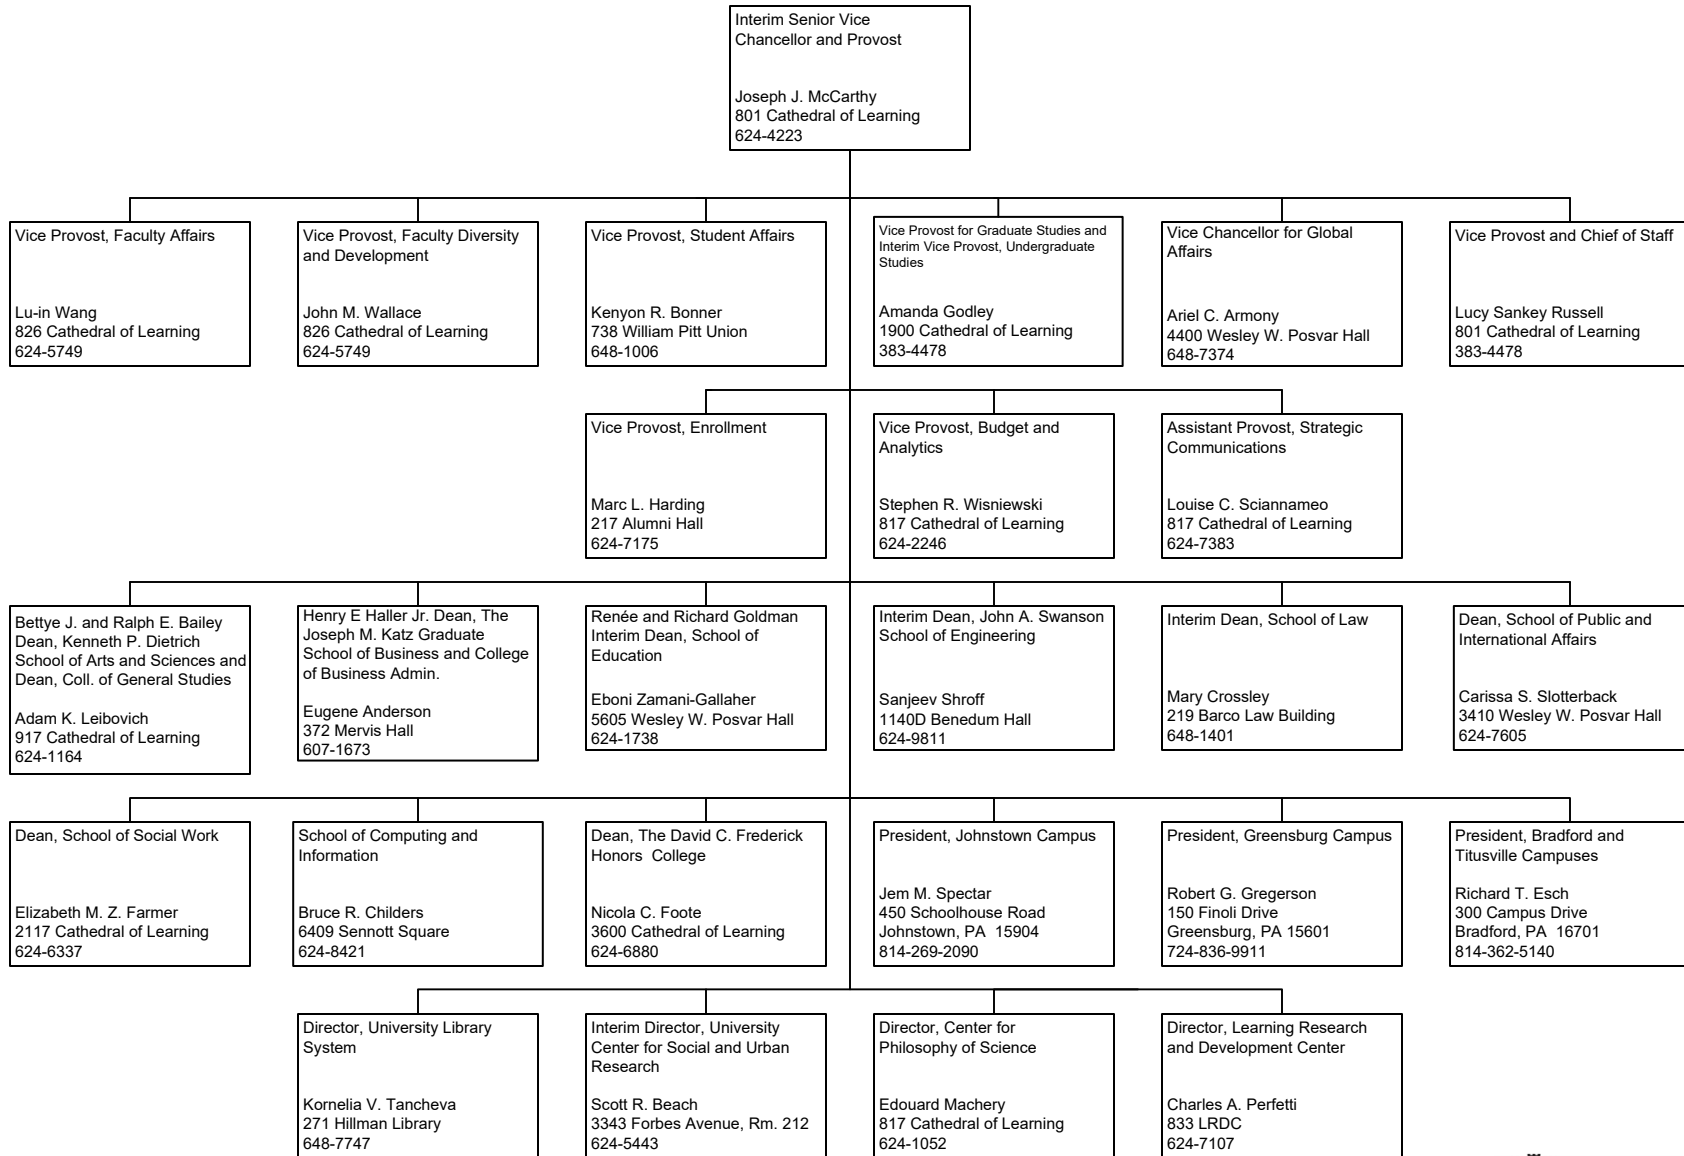 Interim Senior Vice
Chancellor and Provost
Joseph J. McCarthy
801 Cathedral of Learning
624-4223
Vice Provost, Faculty Affairs
Lu-in Wang
826 Cathedral of Learning
624-5749
Vice Provost, Faculty Diversity
and Development
John M. Wallace
826 Cathedral of Learning
624-5749
Vice Provost, Student Affairs
Kenyon R. Bonner
738 William Pitt Union
648-1006
Vice Provost for Graduate Studies and
Interim Vice Provost, Undergraduate
Studies
Amanda Godley
1900 Cathedral of Learning
383-4478
Vice Chancellor for Global
Affairs
Ariel C. Armony
4400 Wesley W. Posvar Hall
648-7374
Vice Provost and Chief of Staff
Lucy Sankey Russell
801 Cathedral of Learning
383-4478
Vice Provost, Enrollment
Marc L. Harding
217 Alumni Hall
624-7175
Vice Provost, Budget and
Analytics
Stephen R. Wisniewski
817 Cathedral of Learning
624-2246
Assistant Provost, Strategic
Communications
Louise C. Sciannameo
817 Cathedral of Learning
624-7383
Bettye J. and Ralph E. Bailey
Dean, Kenneth P. Dietrich
School of Arts and Sciences and
Dean, Coll. of General Studies
Adam K. Leibovich
917 Cathedral of Learning
624-1164
Henry E Haller Jr. Dean, The
Joseph M. Katz Graduate
School of Business and College
of Business Admin.
Eugene Anderson
372 Mervis Hall
607-1673
Renée and Richard Goldman
Interim Dean, School of
Education
Eboni Zamani-Gallaher
5605 Wesley W. Posvar Hall
624-1738
Interim Dean, John A. Swanson
School of Engineering
Sanjeev Shroff
1140D Benedum Hall
624-9811
Interim Dean, School of Law
Mary Crossley
219 Barco Law Building
648-1401
Dean, School of Public and
International Affairs
Carissa S. Slotterback
3410 Wesley W. Posvar Hall
624-7605
Dean, School of Social Work
Elizabeth M. Z. Farmer
2117 Cathedral of Learning
624-6337
School of Computing and
Information
Bruce R. Childers
6409 Sennott Square
624-8421
Dean, The David C. Frederick
Honors  College
Nicola C. Foote
3600 Cathedral of Learning
624-6880
President, Johnstown Campus
Jem M. Spectar
450 Schoolhouse Road
Johnstown, PA  15904
814-269-2090
President, Greensburg Campus
Robert G. Gregerson
150 Finoli Drive
Greensburg, PA 15601
724-836-9911
President, Bradford and
Titusville Campuses
Richard T. Esch
300 Campus Drive
Bradford, PA  16701
814-362-5140
Director, University Library
System
Kornelia V. Tancheva
271 Hillman Library
648-7747
Interim Director, University
Center for Social and Urban
Research
Scott R. Beach
3343 Forbes Avenue, Rm. 212
624-5443
Director, Center for
Philosophy of Science
Edouard Machery
817 Cathedral of Learning
624-1052
Director, Learning Research
and Development Center
Charles A. Perfetti
833 LRDC
624-7107